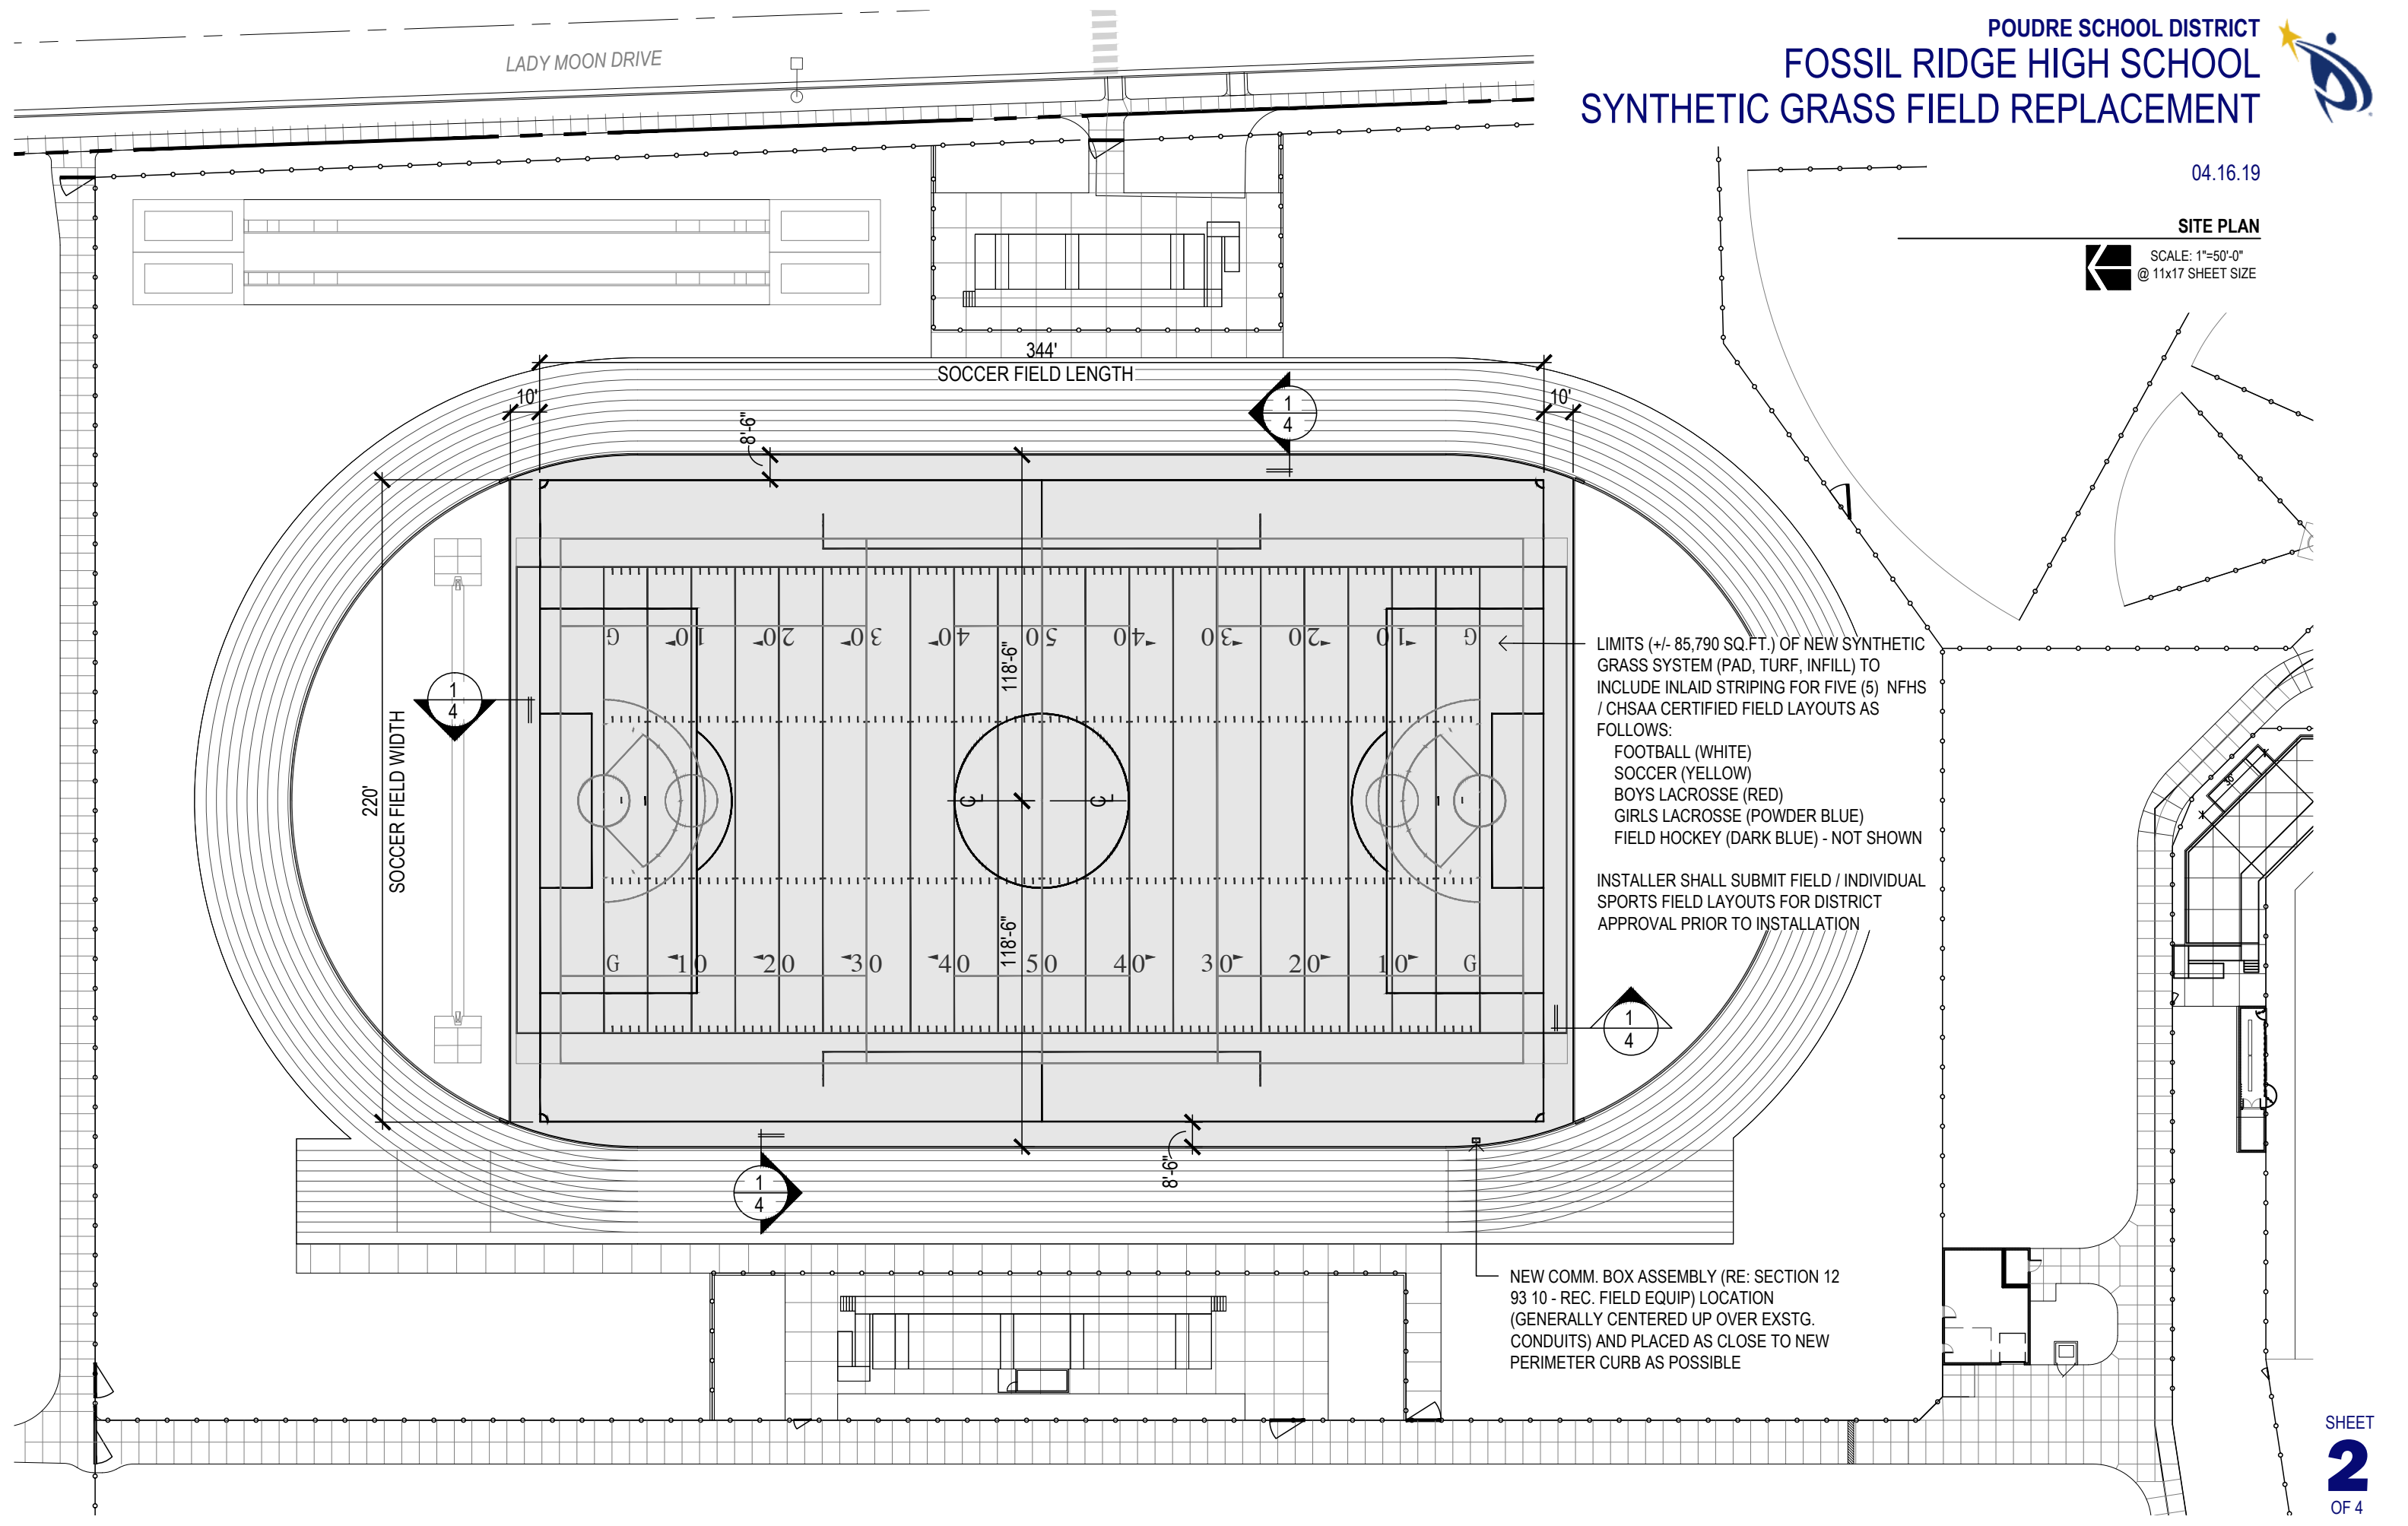 POUDRE SCHOOL DISTRICT
FOSSIL RIDGE HIGH SCHOOL
SYNTHETIC GRASS FIELD REPLACEMENT
04.16.19
SITE PLAN
SCALE: 1"=50'-0"
@ 11x17 SHEET SIZE
LADY MOON DRIVE
344'
SOCCER FIELD LENGTH
10'
10'
8'-6"
1
4
220'
SOCCER FIELD WIDTH
1
4
G 10 20 30 40 50 40 30 20 10 G
118'-6"
CL CL
118'-6"
G 10 20 30 40 50 40 30 20 10 G
LIMITS (+/- 85,790 SQ.FT.) OF NEW SYNTHETIC
GRASS SYSTEM (PAD, TURF, INFILL) TO
INCLUDE INLAID STRIPING FOR FIVE (5) NFHS
/ CHSAA CERTIFIED FIELD LAYOUTS AS
FOLLOWS:
FOOTBALL (WHITE)
SOCCER (YELLOW)
BOYS LACROSSE (RED)
GIRLS LACROSSE (POWDER BLUE)
FIELD HOCKEY (DARK BLUE) - NOT SHOWN
INSTALLER SHALL SUBMIT FIELD / INDIVIDUAL
SPORTS FIELD LAYOUTS FOR DISTRICT
APPROVAL PRIOR TO INSTALLATION
1
4
8'-6"
1
4
NEW COMM. BOX ASSEMBLY (RE: SECTION 12
93 10 - REC. FIELD EQUIP) LOCATION
(GENERALLY CENTERED UP OVER EXSTG.
CONDUITS) AND PLACED AS CLOSE TO NEW
PERIMETER CURB AS POSSIBLE
SHEET
2
OF 4